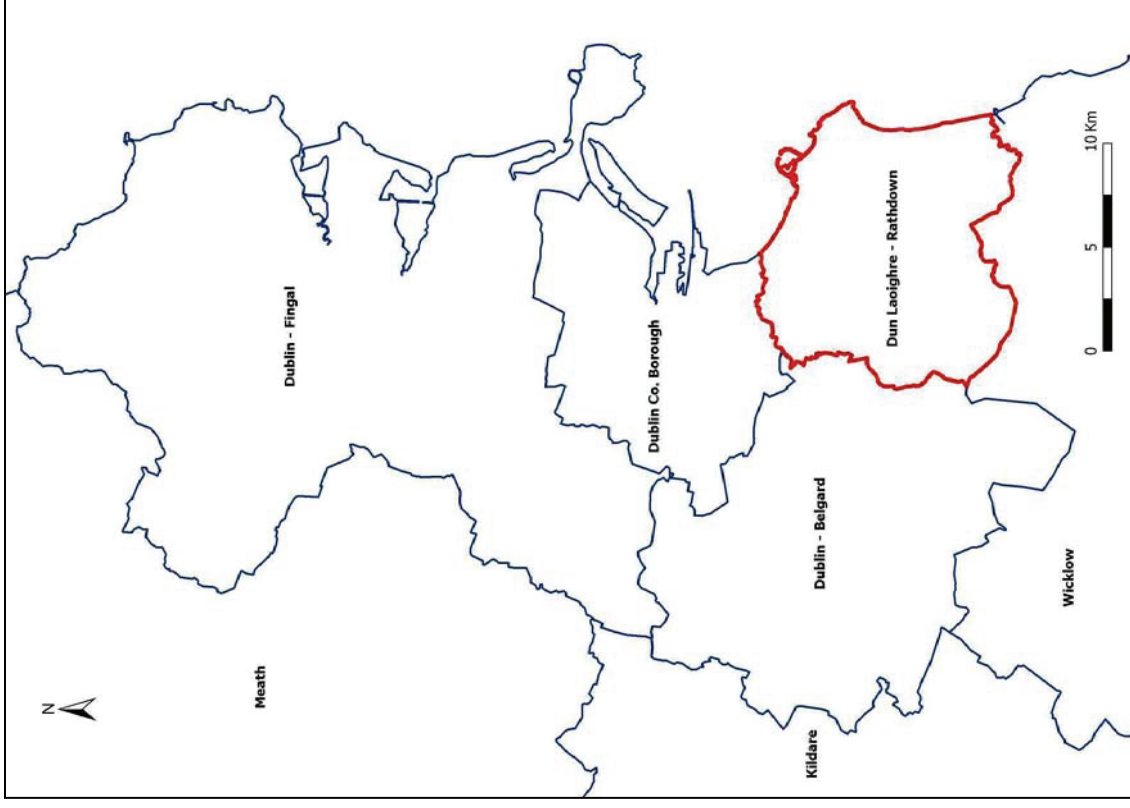 N
Meath
Dublin - Fingal
Dublin Co. Borough
Dublin - Belgard
Dun Laoighre - Rathdown
Kildare
Wicklow
0 5 10 Km